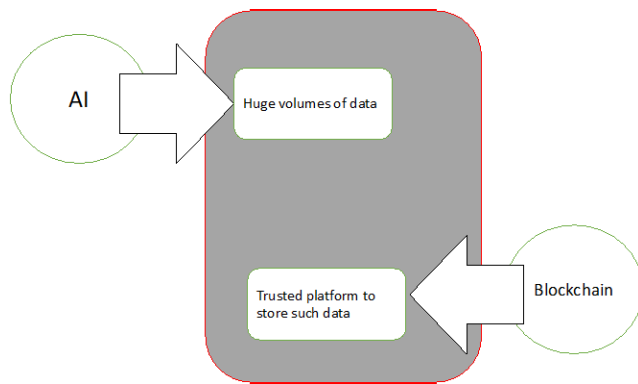 AI
Huge volumes of data
Trusted platform to
store such data
Blockchain